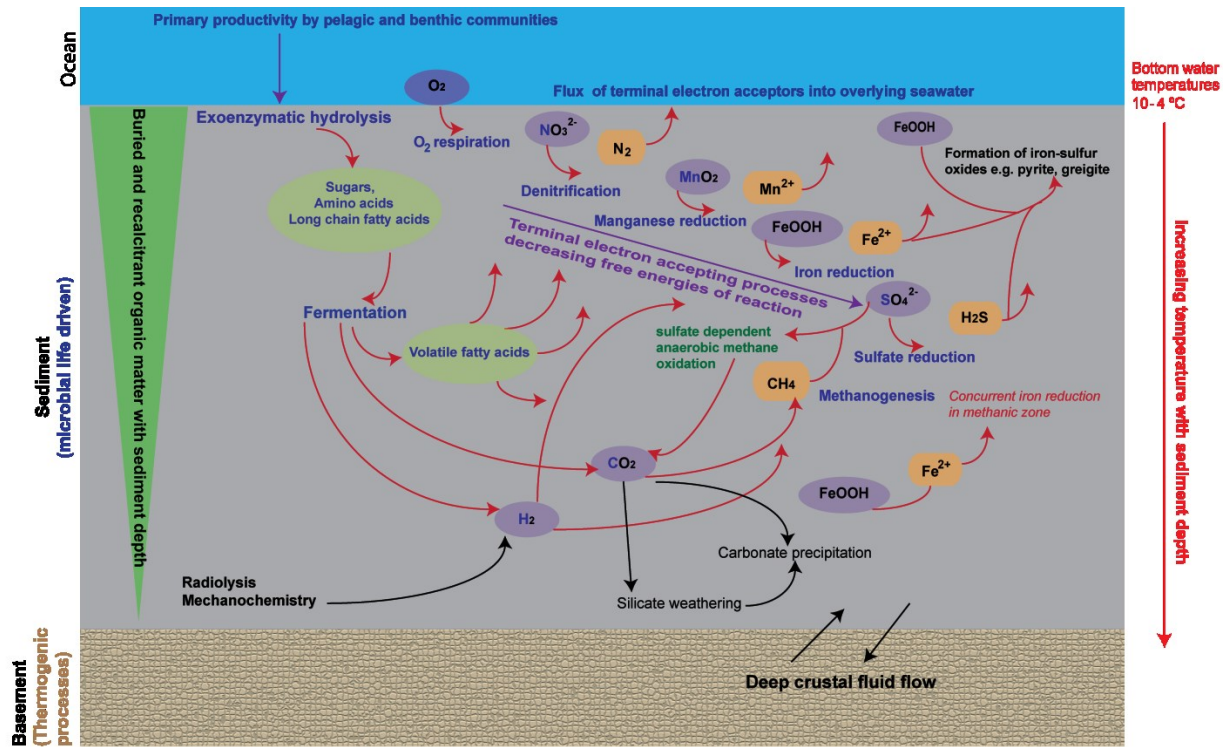 Primary productivity by pelagic and benthic communities
Ocean
O2
Flux of terminal electron acceptors into overlying seawater
Bottom water
temperatures
10- 4 ºC
Exoenzymatic hydrolysis
O2 respiration
NO3 2-
N2
Denitrification
MnO2
Mn2+
Manganese reduction
FeOOH
Formation of iron-sulfur
oxides e.g. pyrite, greigite
FeOOH
Fe2+
Iron reduction
Sugars,
Amino acids
Long chain fatty acids
Terminal electron accepting processes
decreasing free energies
of reaction
SO4 2-
H2S
Sulfate reduction
Fermentation
Volatile fatty acids
sulfate dependent
anaerobic methane
oxidation
CH4
Methanogenesis
Concurrent iron reduction
in methanic zone
CO2
Fe2+
FeOOH
H2
Carbonate precipitation
Radiolysis
Mechanochemistry
Silicate weathering
Deep crustal fluid flow
Buried and recalcitrant organic matter with sediment depth
Sediment
(microblal life driven)
Basement
(Thermogenic
processes)
Increasing temperature with sediment depth